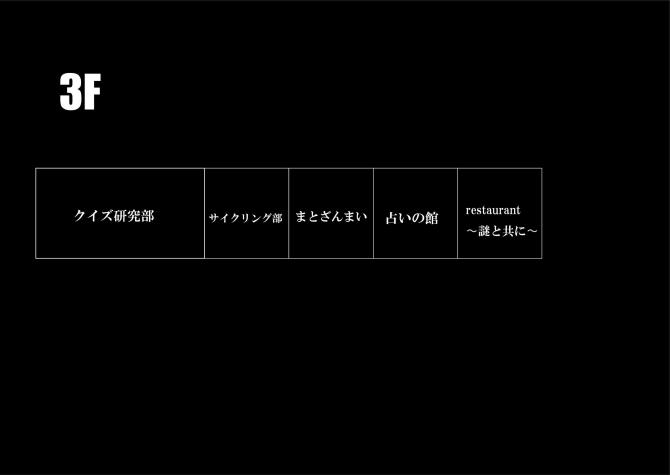 3F
クイズ研究部
サイクリング部
まとざんまい
占いの館
restaurant
～謎と共に～